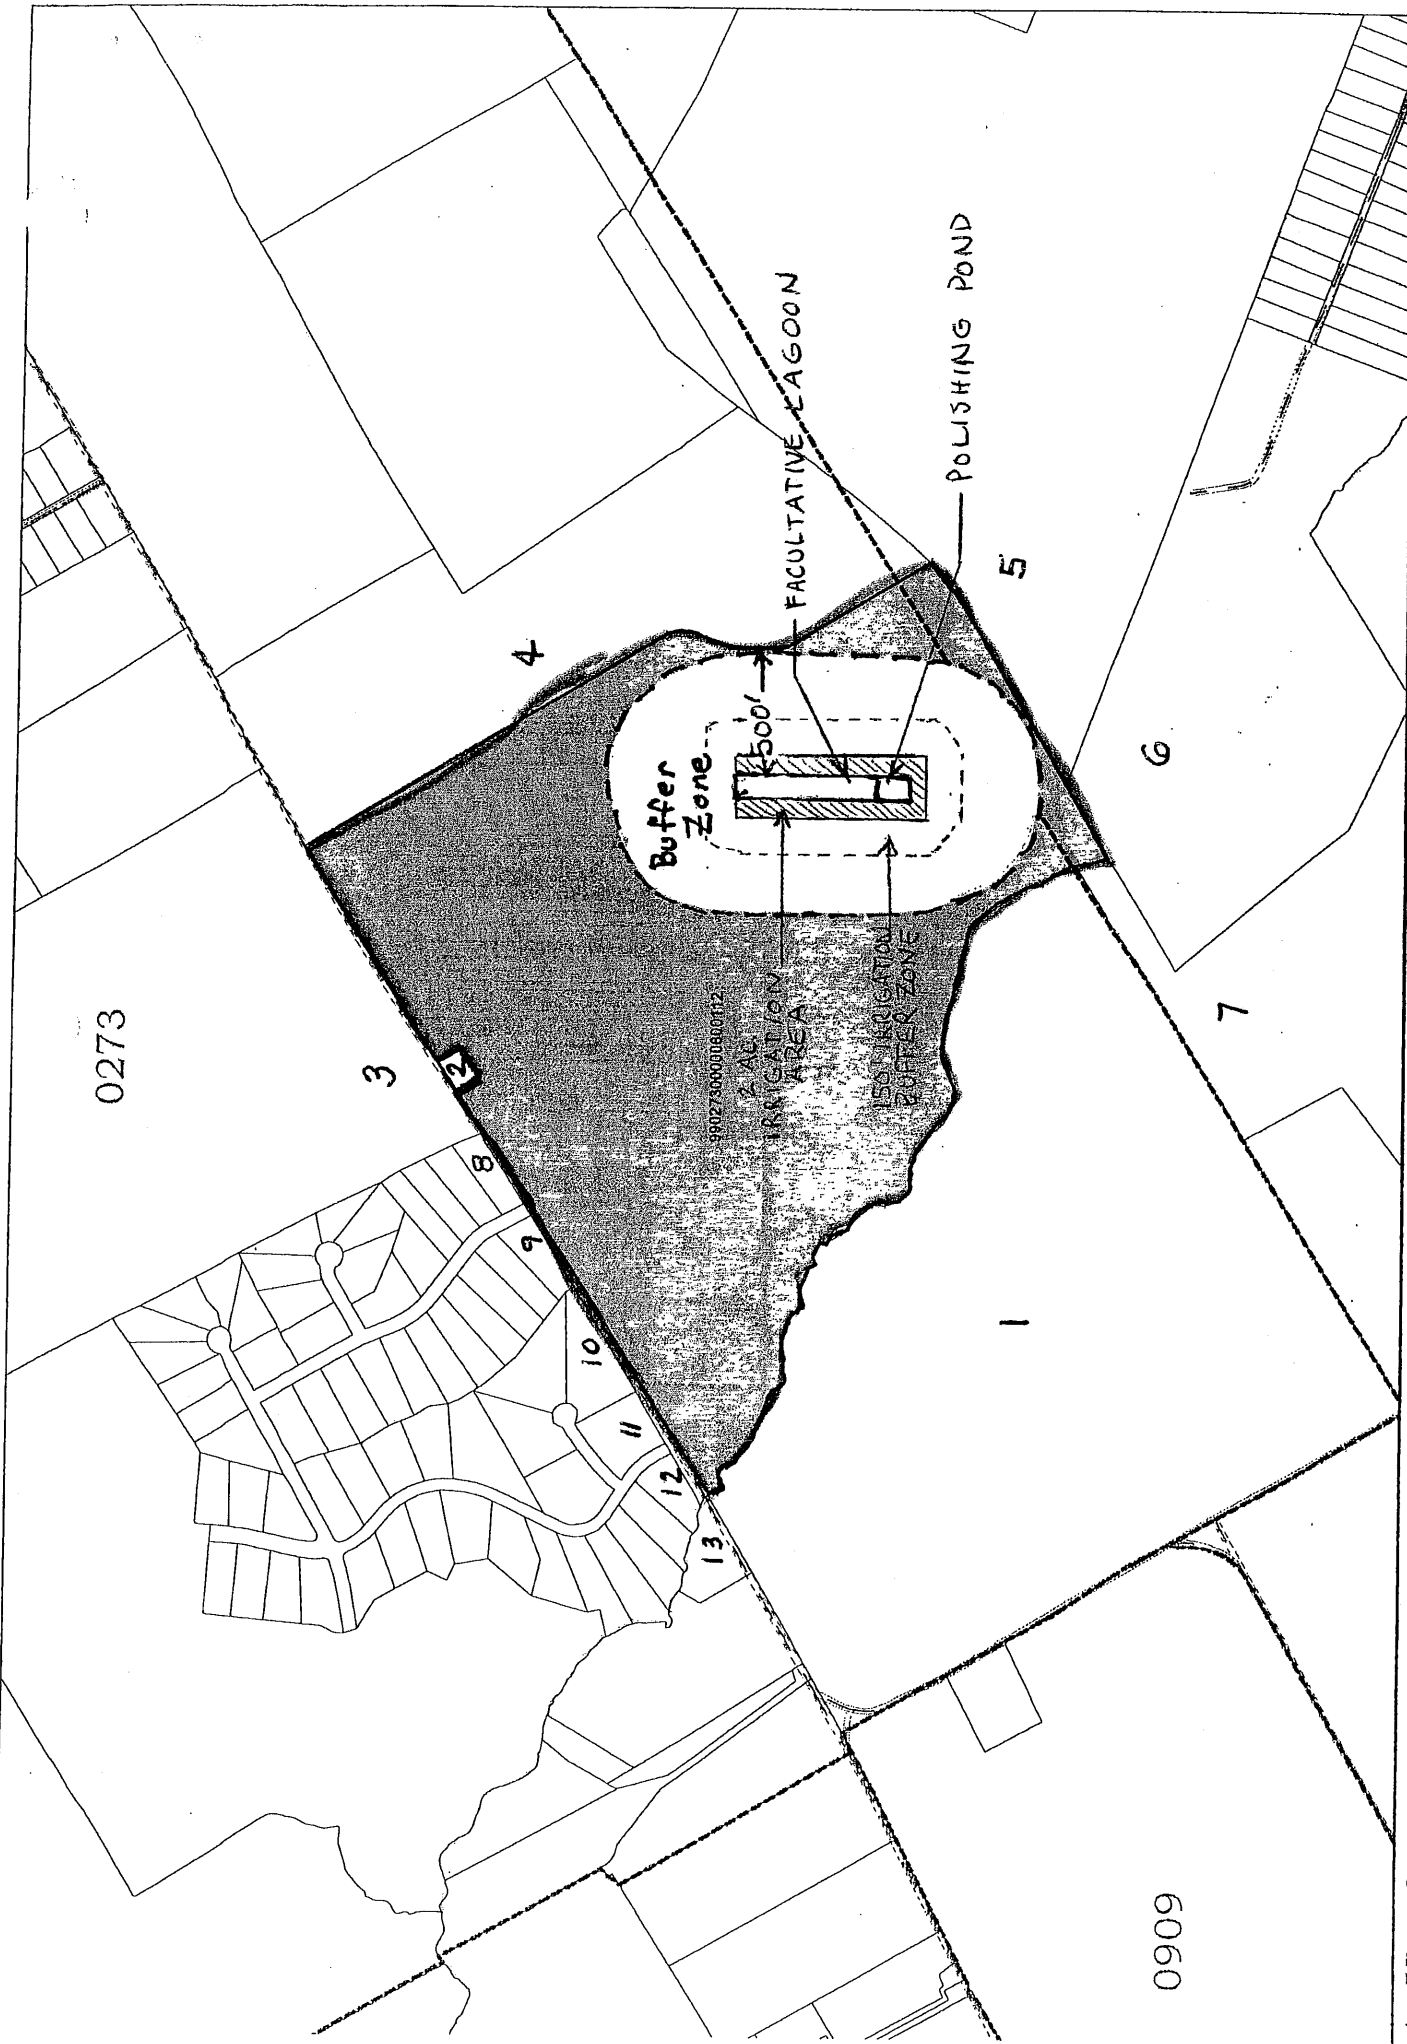 0273
3
4
2
8
9
10
11
12
13
Buffer
Zone
500'
FACULTATIVE LAGOON
POLISHING POND
5
6
7
2 AC.
IRRIGATION
AREA
150' IRRIGATION
BUFFER ZONE
1
0909